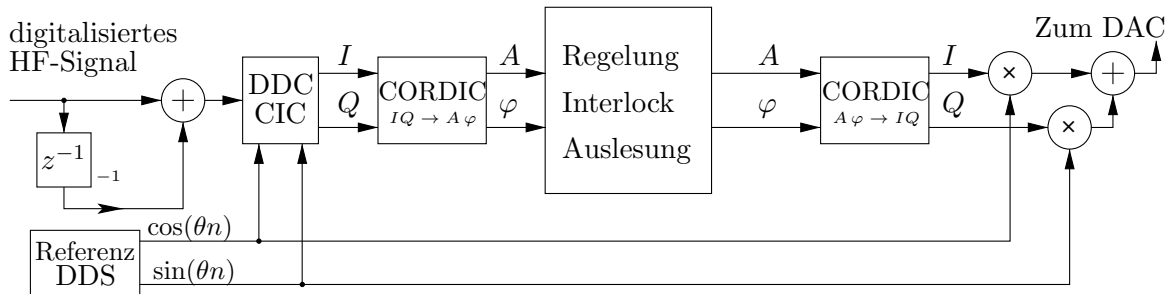 digitalisiertes
HF-Signal
+
z⁻¹
−1
Referenz
DDS
cos(θn)
sin(θn)
DDC
CIC
I
Q
CORDIC
IQ → A φ
A
φ
Regelung
Interlock
Auslesung
A
φ
CORDIC
A φ → IQ
I
Q
×
×
+
Zum DAC